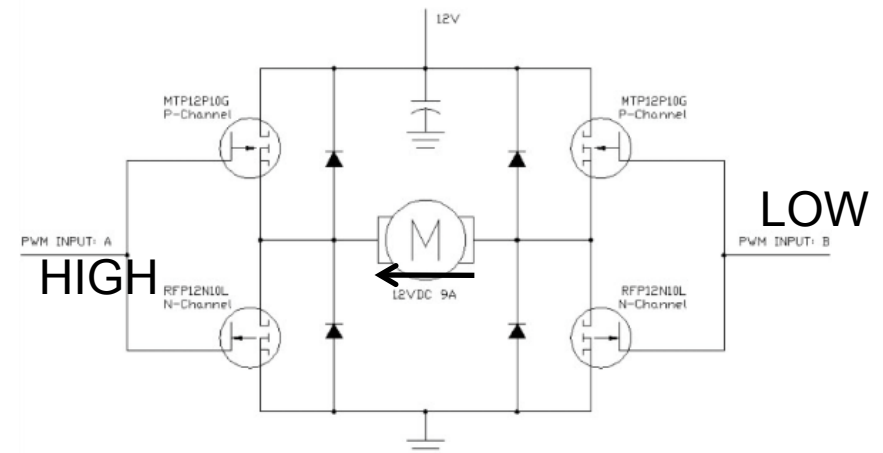 12V
MTP12P10G
P-Channel
MTP12P10G
P-Channel
LOW
PWM INPUT: A
M
PWM INPUT: B
HIGH
12VDC 9A
RFP12N10L
N-Channel
RFP12N10L
N-Channel